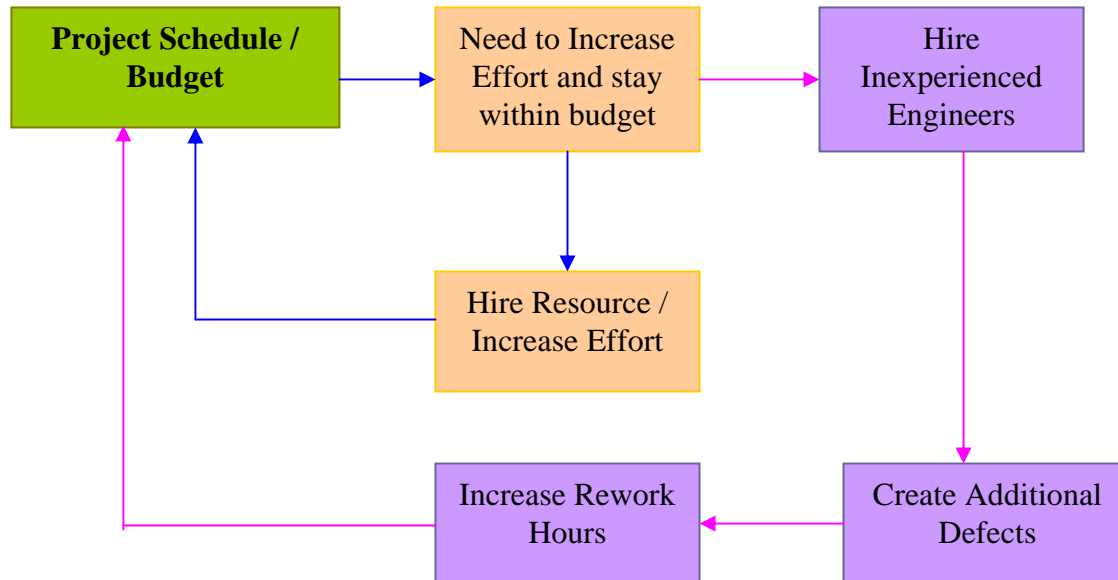 Project Schedule /
Budget
Need to Increase
Effort and stay
within budget
Hire
Inexperienced
Engineers
Hire Resource /
Increase Effort
Increase Rework
Hours
Create Additional
Defects